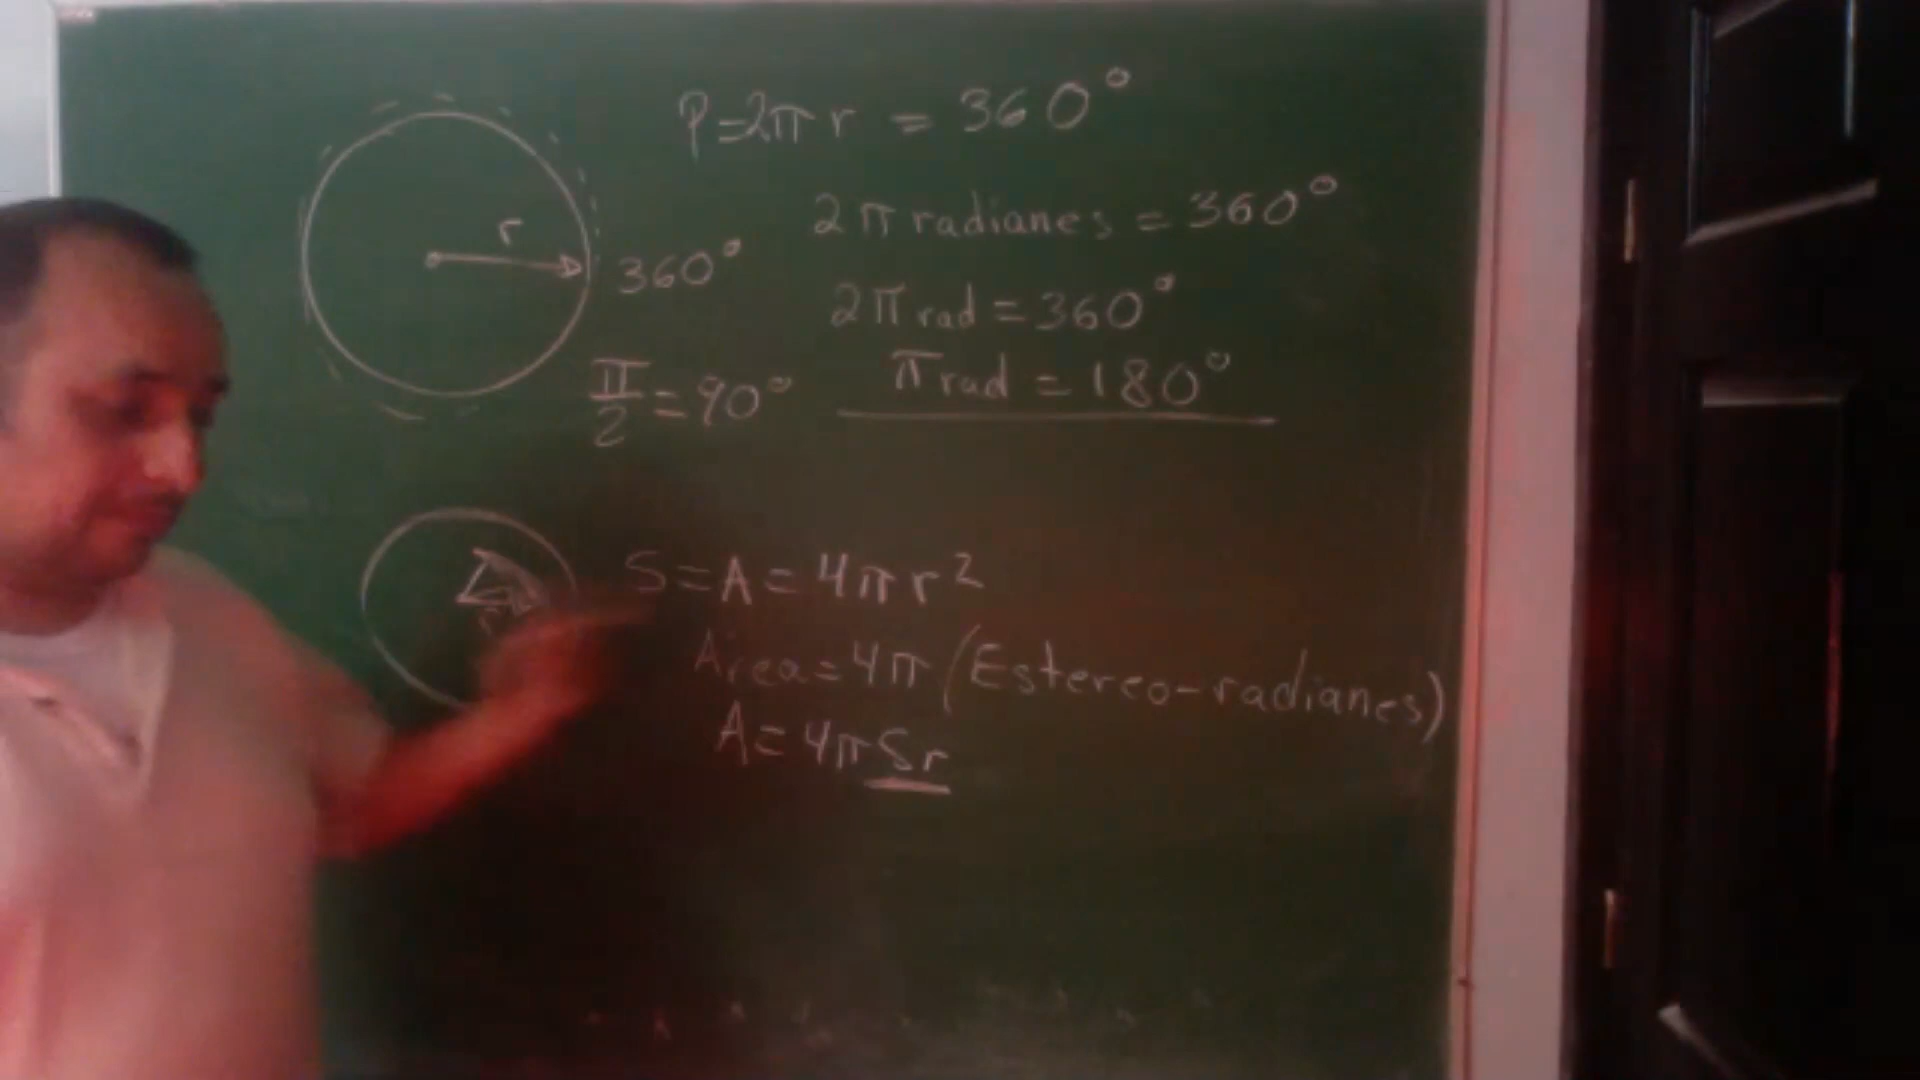 P=2πr = 360°
2π radianes = 360°
r
360°
2π rad = 360°
π rad = 180°
π/2 = 90°
S = A = 4πr²
Area = 4π (Estereo-radianes)
A = 4π Sr